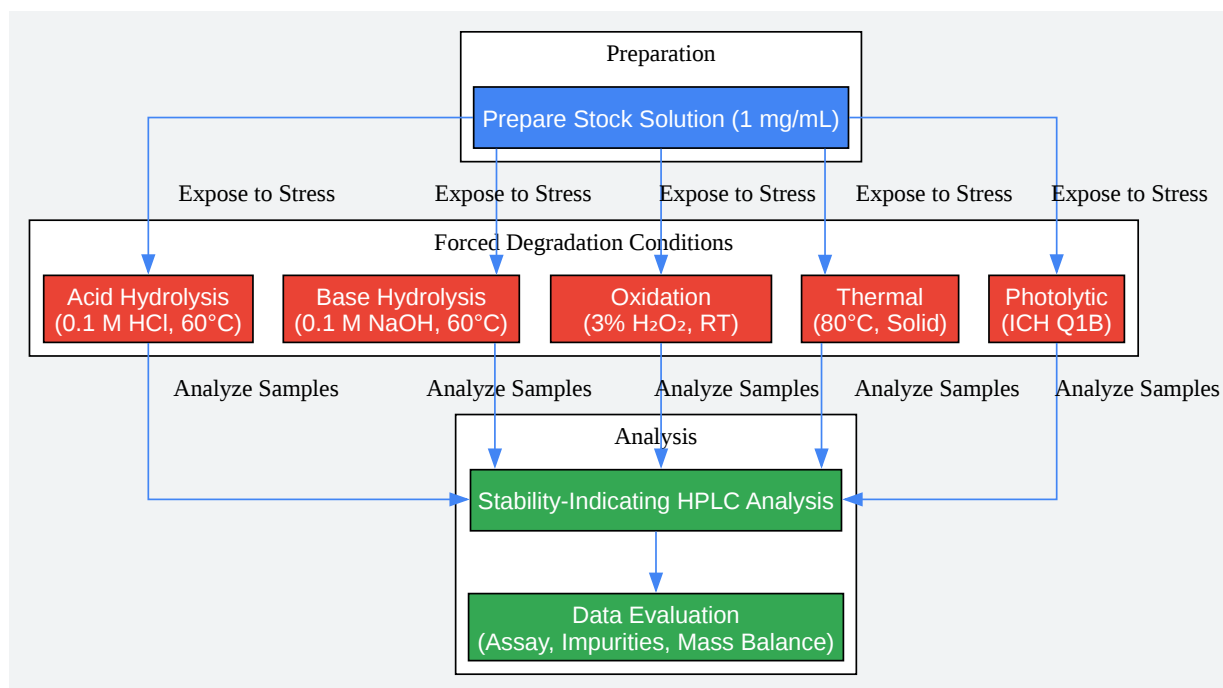 Preparation
Prepare Stock Solution (1 mg/mL)
Expose to Stress
Expose to Stress
Expose to Stress
Expose to Stress
Expose to Stress
Forced Degradation Conditions
Acid Hydrolysis
(0.1 M HCl, 60°C)
Base Hydrolysis
(0.1 M NaOH, 60°C)
Oxidation
(3% H₂O₂, RT)
Thermal
(80°C, Solid)
Photolytic
(ICH Q1B)
Analyze Samples
Analyze Samples
Analyze Samples
Analyze Samples
Analyze Samples
Analysis
Stability-Indicating HPLC Analysis
Data Evaluation
(Assay, Impurities, Mass Balance)